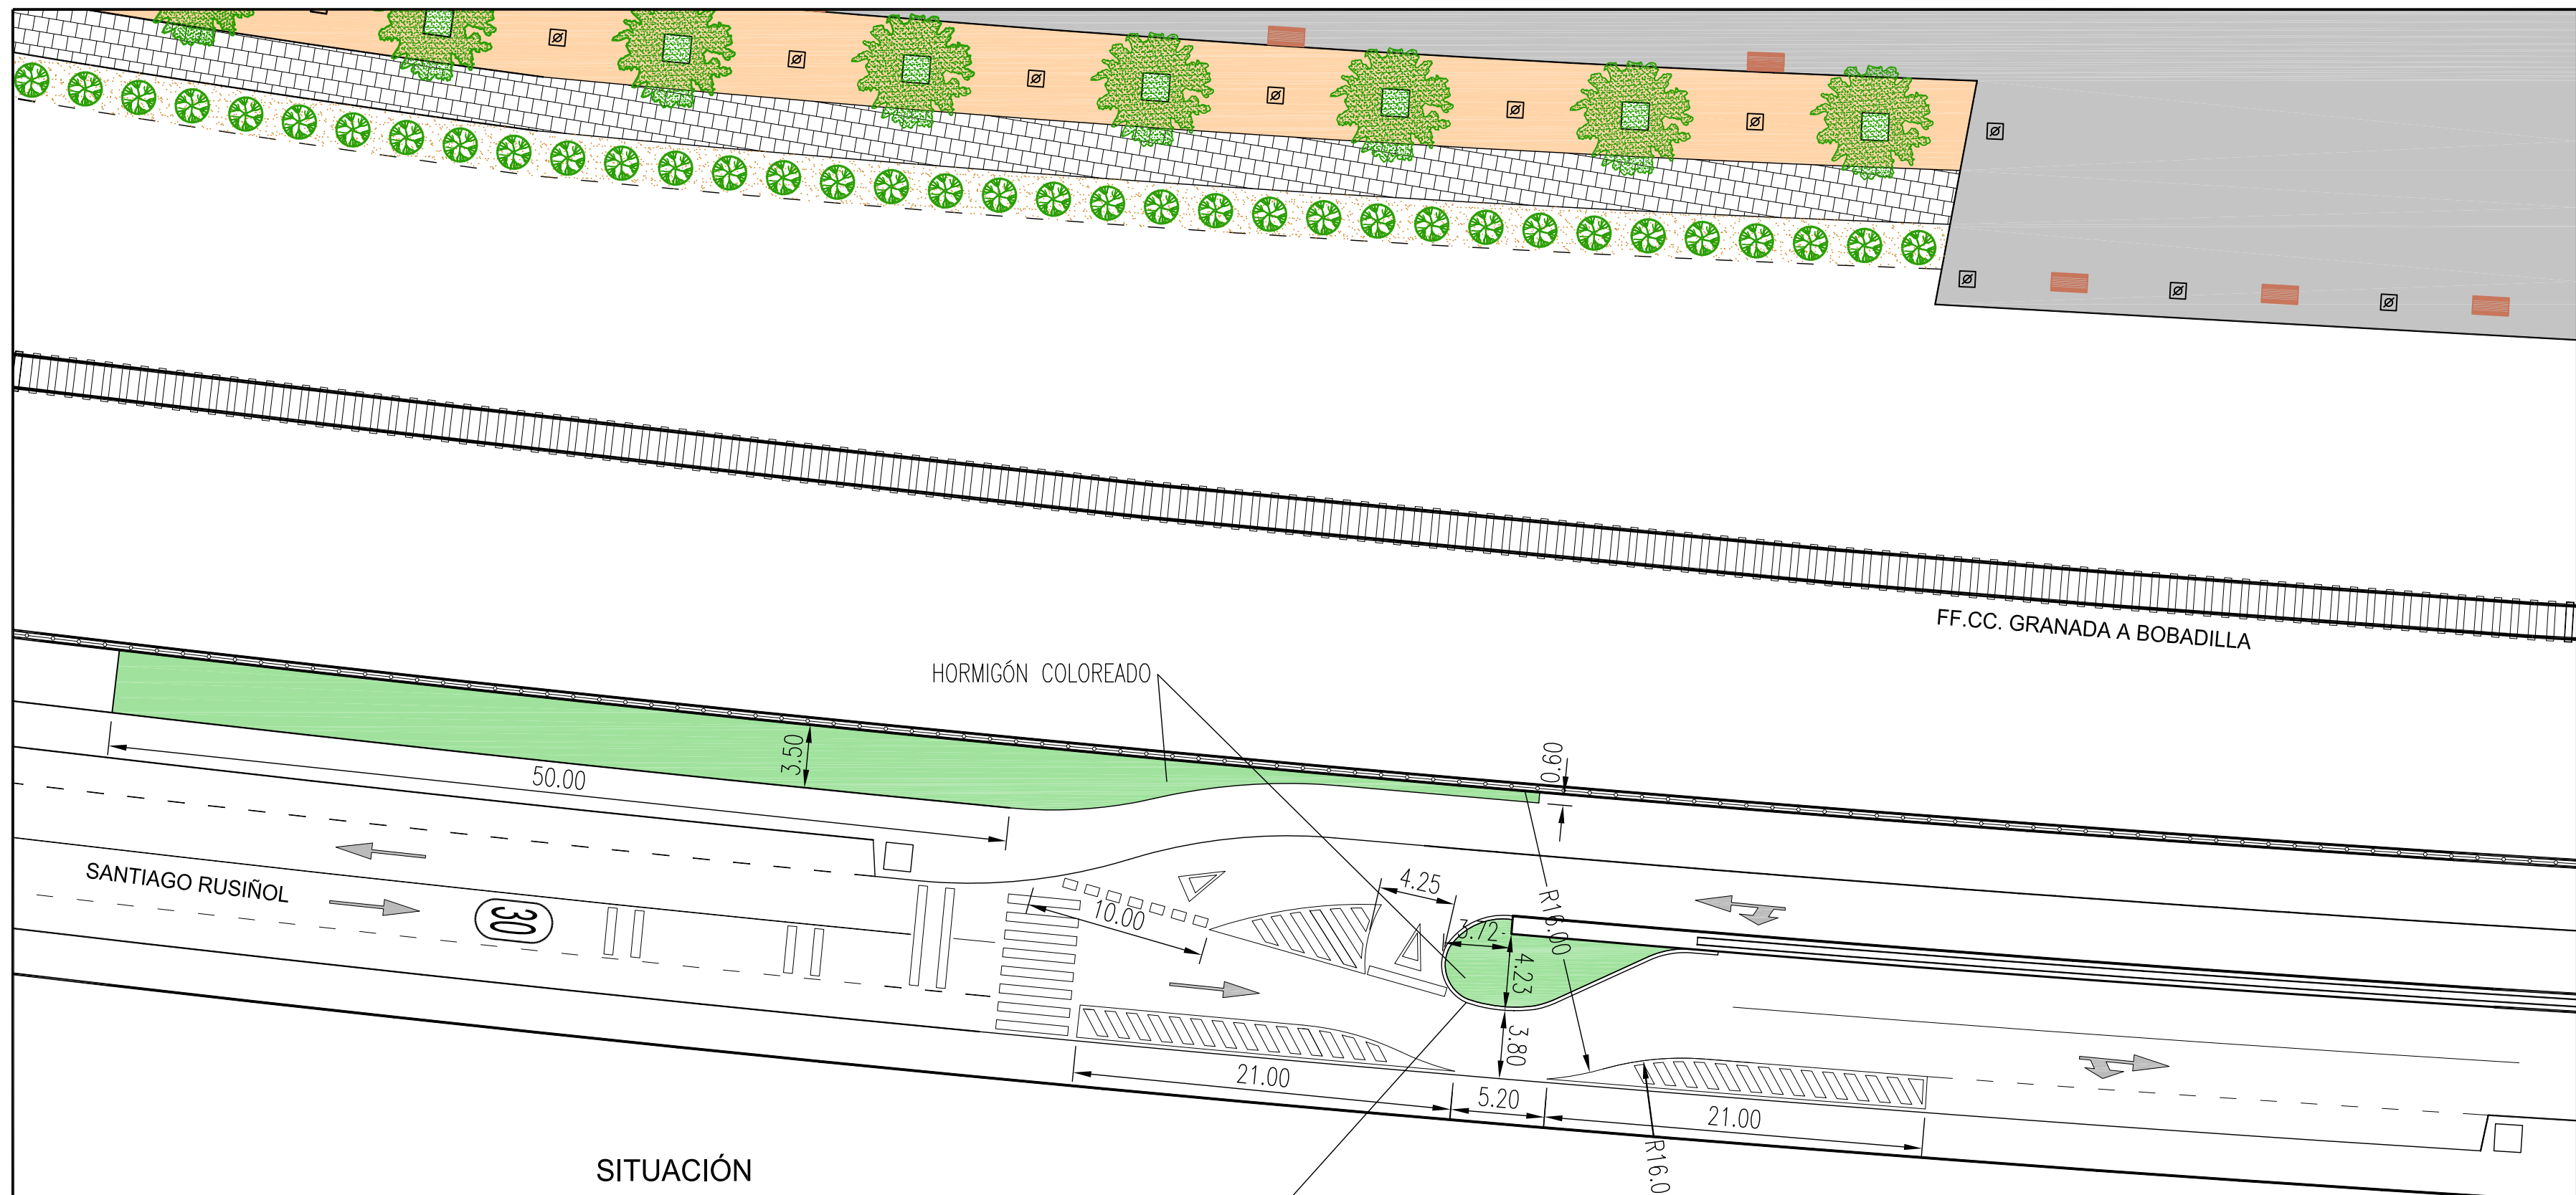 FF.CC. GRANADA A BOBADILLA
HORMIGÓN COLOREADO
0.60
3.50
50.00
SANTIAGO RUSIÑOL
30
10.00
4.25
R16.00
3.72
4.23
3.80
21.00
5.20
21.00
R16.0
SITUACIÓN